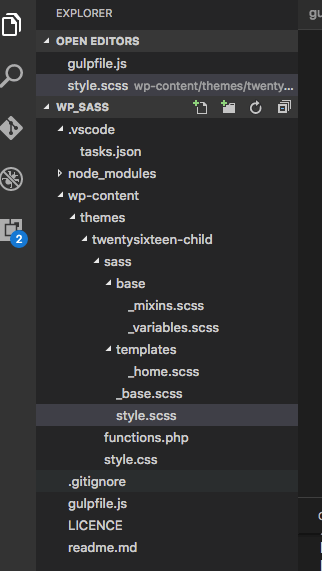 EXPLORER
gu
OPEN EDITORS
gulpfile.js
style.scss wp-content/themes/twenty...
WP_SASS
.vscode
tasks.json
node_modules
wp-content
themes
twentysixteen-child
sass
base
_mixins.scss
_variables.scss
templates
_home.scss
_base.scss
style.scss
functions.php
style.css
.gitignore
gulpfile.js
LICENCE
readme.md
2